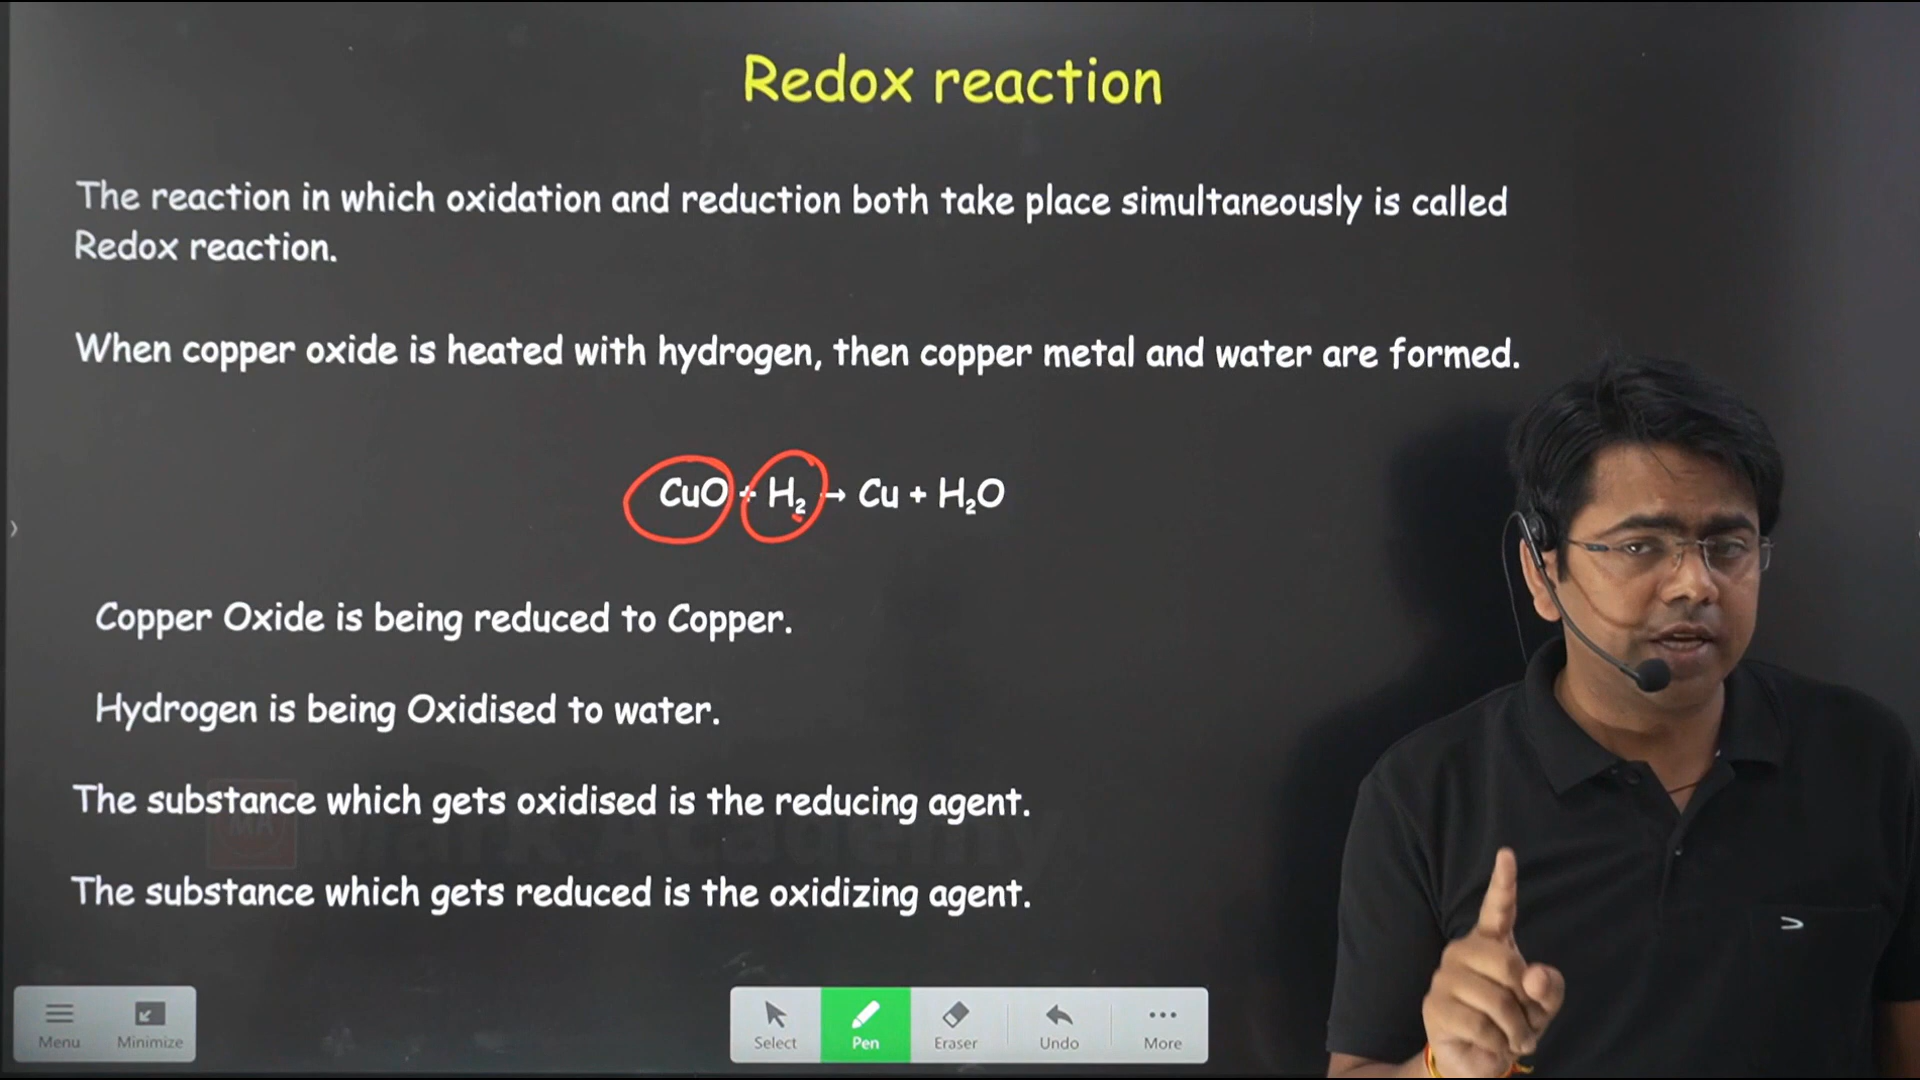 Redox reaction
The reaction in which oxidation and reduction both take place simultaneously is called
Redox reaction.
When copper oxide is heated with hydrogen, then copper metal and water are formed.
CuO + H₂ → Cu + H₂O
Copper Oxide is being reduced to Copper.
Hydrogen is being Oxidised to water.
The substance which gets oxidised is the reducing agent.
MA Mark Academy
The substance which gets reduced is the oxidizing agent.
Menu Minimize Select Pen Eraser Undo More